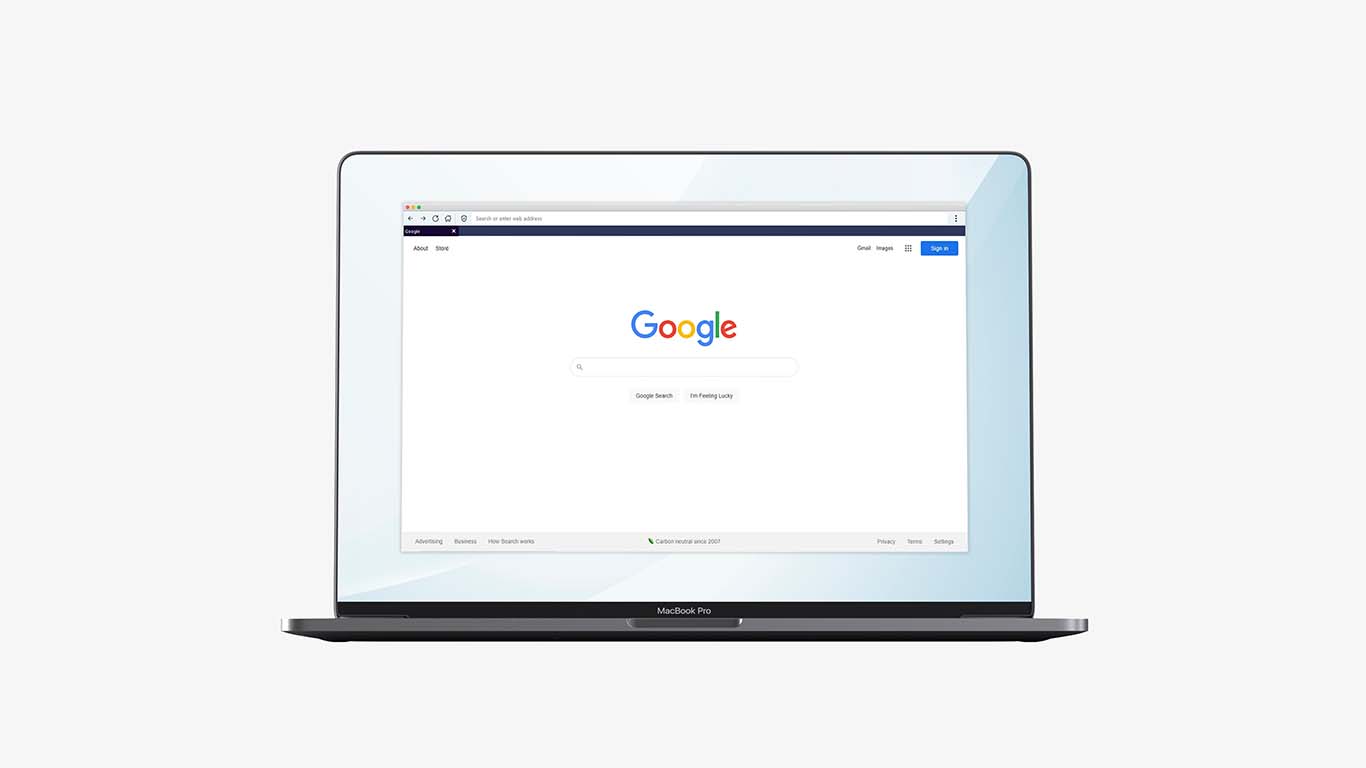 Search or enter web address
Google
About Store Gmail Images Sign in
Google
Google Search I'm Feeling Lucky
Advertising Business How Search works Carbon neutral since 2007 Privacy Terms Settings
MacBook Pro